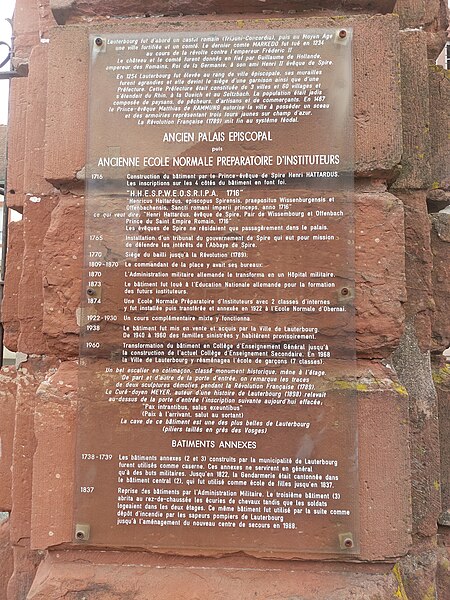 Lauterbourg fut d'abord un castel romain (Tribuni-Concordia), puis au Moyen Age
une ville fortifiée et un comté. Le dernier comte MARKEDO fut tué en 1234
au cours de la révolte contre l'empereur Frédéric II
Le château et le comté furent donnés en fief par Guillaume de Hollande,
empereur des Romains, Roi de la Germanie, à son ami Henri II évêque de Spire.
En 1254 Lauterbourg fut élevée au rang de ville épiscopale, ses murailles
furent agrandies et elle devint le siège d'une garnison ainsi que d'une
Préfecture. Cette Préfecture était constituée de 3 villes et 60 villages et
s'étendait du Rhin, à la Queich et au Seltzbach. La population était jadis
composée de paysans, de pêcheurs, d'artisans et de commerçants. En 1467
le Prince-évêque Matthias de RAMMUNG autorisa la ville à posséder un sceau
et des armoiries représentant trois tours jaunes sur champ d'azur
La Révolution Française (1789) mit fin au système féodal.
ANCIEN PALAIS EPISCOPAL
puis
ANCIENNE ECOLE NORMALE PREPARATOIRE D'INSTITUTEURS
1716 Construction du bâtiment par le Prince-évêque Henri HATTARDUS.
Les inscriptions sur les 4 côtés du bâtiment en font foi.
"H.H.E.S.P.W.E.O.S.R.I.P.A. 1716"
"Henricus Hattardus, episcopus Spirensis, praepositus Wissenburgensis et
Offenbachensis, Sancti romani imperii princeps, anno 1716"
ce qui veut dire: "Henri Hattardus, évêque de Spire, Pair de Wissembourg et Offenbach
Prince du Saint Empire Romain, 1716"
Les évêques de Spire ne résidaient que passagèrement dans le palais.
1765 Installation d'un tribunal du gouvernement de Spire qui eut pour mission
de défendre les intérêts de l'Abbaye de Spire.
1770 Siège du bailli jusqu'à la Révolution (1789).
1809-1870 Le commandant de la place y avait ses bureaux.
1870 L'Administration militaire allemande le transforma en un Hôpital militaire.
1873 Le bâtiment fut loué à l'Education Nationale allemande pour la formation
des futurs instituteurs.
1874 Une Ecole Normale Préparatoire d'Instituteurs avec 2 classes d'internes
y fut installée puis transférée et annexée en 1922 à l'Ecole Normale d'Obernai.
1922-1930 Un cours complémentaire mixte y fonctionna.
1938 Le bâtiment fut mis en vente et acquis par la Ville de Lauterbourg.
De 1940 à 1960 des familles sinistrées y habitèrent provisoirement.
1960 Transformation du bâtiment en Collège d'Enseignement Général jusqu'à
la construction de l'actuel Collège d'Enseignement Secondaire. En 1968
la Ville de Lauterbourg y réaménagea l'école de garçons (7 classes).
Un bel escalier en colimaçon, classé monument historique, mène à l'étage.
De part et d'autre de la porte d'entrée, on remarque les traces
de deux sculptures démolies pendant la Révolution Française (1789).
Le Curé-doyen MEYER, auteur d'une histoire de Lauterbourg (1898) relevait
au-dessus de la porte d'entrée l'inscription suivante aujourd'hui effacée,
"Pax intrantibus, salus exeuntibus"
(Paix à l'arrivant, salut au sortant)
La cave de ce bâtiment est une des plus belles de Lauterbourg
(piliers taillés en grès des Vosges)
BATIMENTS ANNEXES
1738-1739 Les bâtiments annexes (2 et 3) construits par la municipalité de Lauterbourg
furent utilisés comme caserne. Ces annexes ne servirent en général
qu'à des buts militaires. Jusqu'en 1822, la Gendarmerie était cantonnée dans
le bâtiment central (2), qui fut utilisé comme école de filles jusqu'en 1837.
1837 Reprise des bâtiments par l'Administration Militaire. Le troisième bâtiment (3)
abrita au rez-de-chaussée les écuries de chevaux tandis que les soldats
logeaient dans les deux étages. Ce même bâtiment fut utilisé par la suite comme
dépôt d'incendie par les sapeurs pompiers de Lauterbourg
jusqu'à l'aménagement du nouveau centre de secours en 1988.